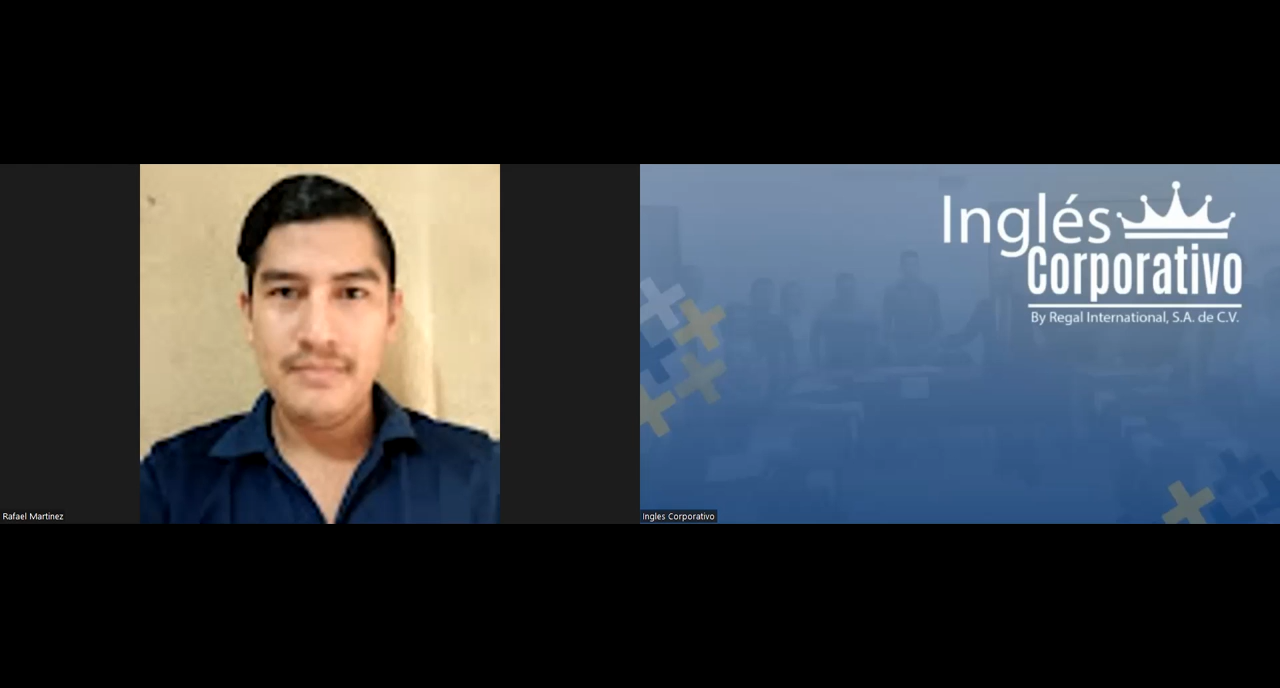 Inglés
Corporativo
By Regal International, S.A. de C.V.
Rafael Martinez
Ingles Corporativo